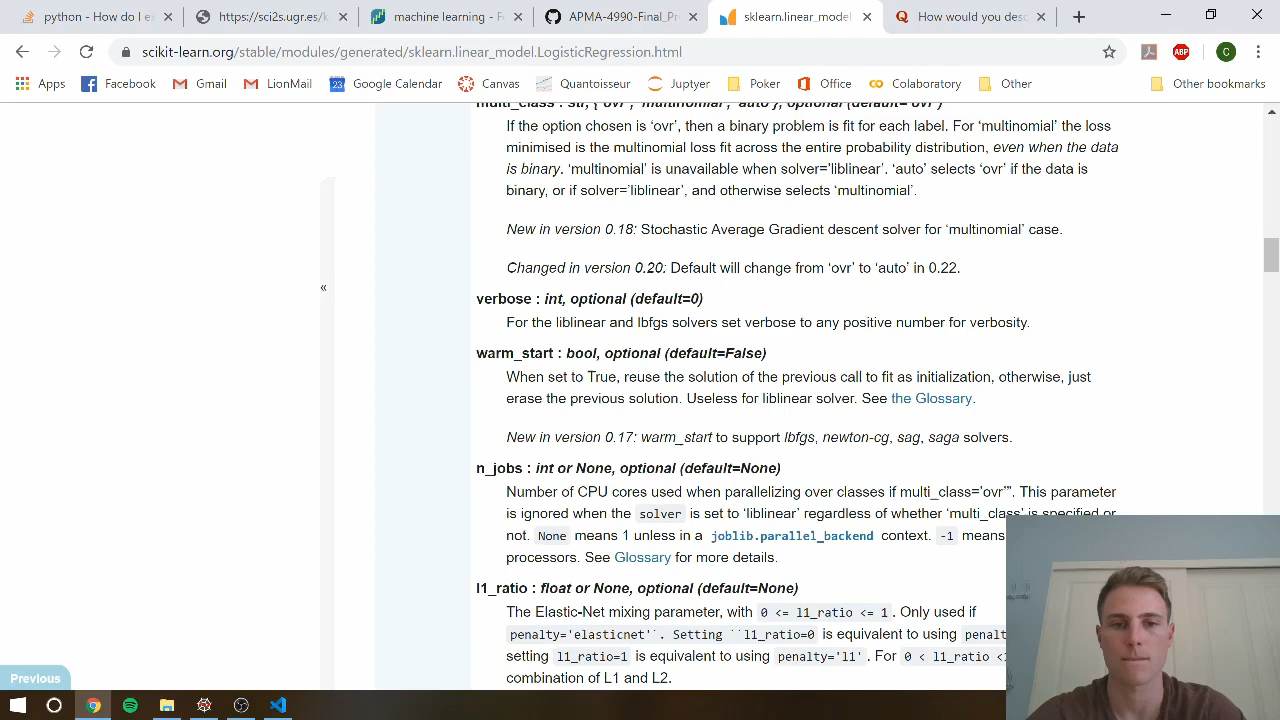 python - How do I e
https://sci2s.ugr.es/k
machine learning - F
APMA-4990-Final_Pr
sklearn.linear_model
How would you desc
scikit-learn.org/stable/modules/generated/sklearn.linear_model.LogisticRegression.html
ABP
C
Apps
Facebook
Gmail
LionMail
23
Google Calendar
Canvas
Quantoisseur
Juptyer
Poker
Office
Colaboratory
Other
Other bookmarks
multi_class : str, {'ovr', 'multinomial', 'auto'}, optional (default='ovr')
If the option chosen is ‘ovr’, then a binary problem is fit for each label. For ‘multinomial’ the loss
minimised is the multinomial loss fit across the entire probability distribution, even when the data
is binary. ‘multinomial’ is unavailable when solver=’liblinear’. ‘auto’ selects ‘ovr’ if the data is
binary, or if solver=’liblinear’, and otherwise selects ‘multinomial’.
New in version 0.18: Stochastic Average Gradient descent solver for ‘multinomial’ case.
Changed in version 0.20: Default will change from ‘ovr’ to ‘auto’ in 0.22.
«
verbose : int, optional (default=0)
For the liblinear and lbfgs solvers set verbose to any positive number for verbosity.
warm_start : bool, optional (default=False)
When set to True, reuse the solution of the previous call to fit as initialization, otherwise, just
erase the previous solution. Useless for liblinear solver. See the Glossary.
New in version 0.17: warm_start to support lbfgs, newton-cg, sag, saga solvers.
n_jobs : int or None, optional (default=None)
Number of CPU cores used when parallelizing over classes if multi_class=’ovr’”. This parameter
is ignored when the solver is set to ‘liblinear’ regardless of whether ‘multi_class’ is specified or
not. None means 1 unless in a joblib.parallel_backend context. -1 means
processors. See Glossary for more details.
l1_ratio : float or None, optional (default=None)
The Elastic-Net mixing parameter, with 0 <= l1_ratio <= 1. Only used if
penalty='elasticnet'`. Setting ``l1_ratio=0 is equivalent to using penalt
setting l1_ratio=1 is equivalent to using penalty='l1'. For 0 < l1_ratio <1
combination of L1 and L2.
Previous